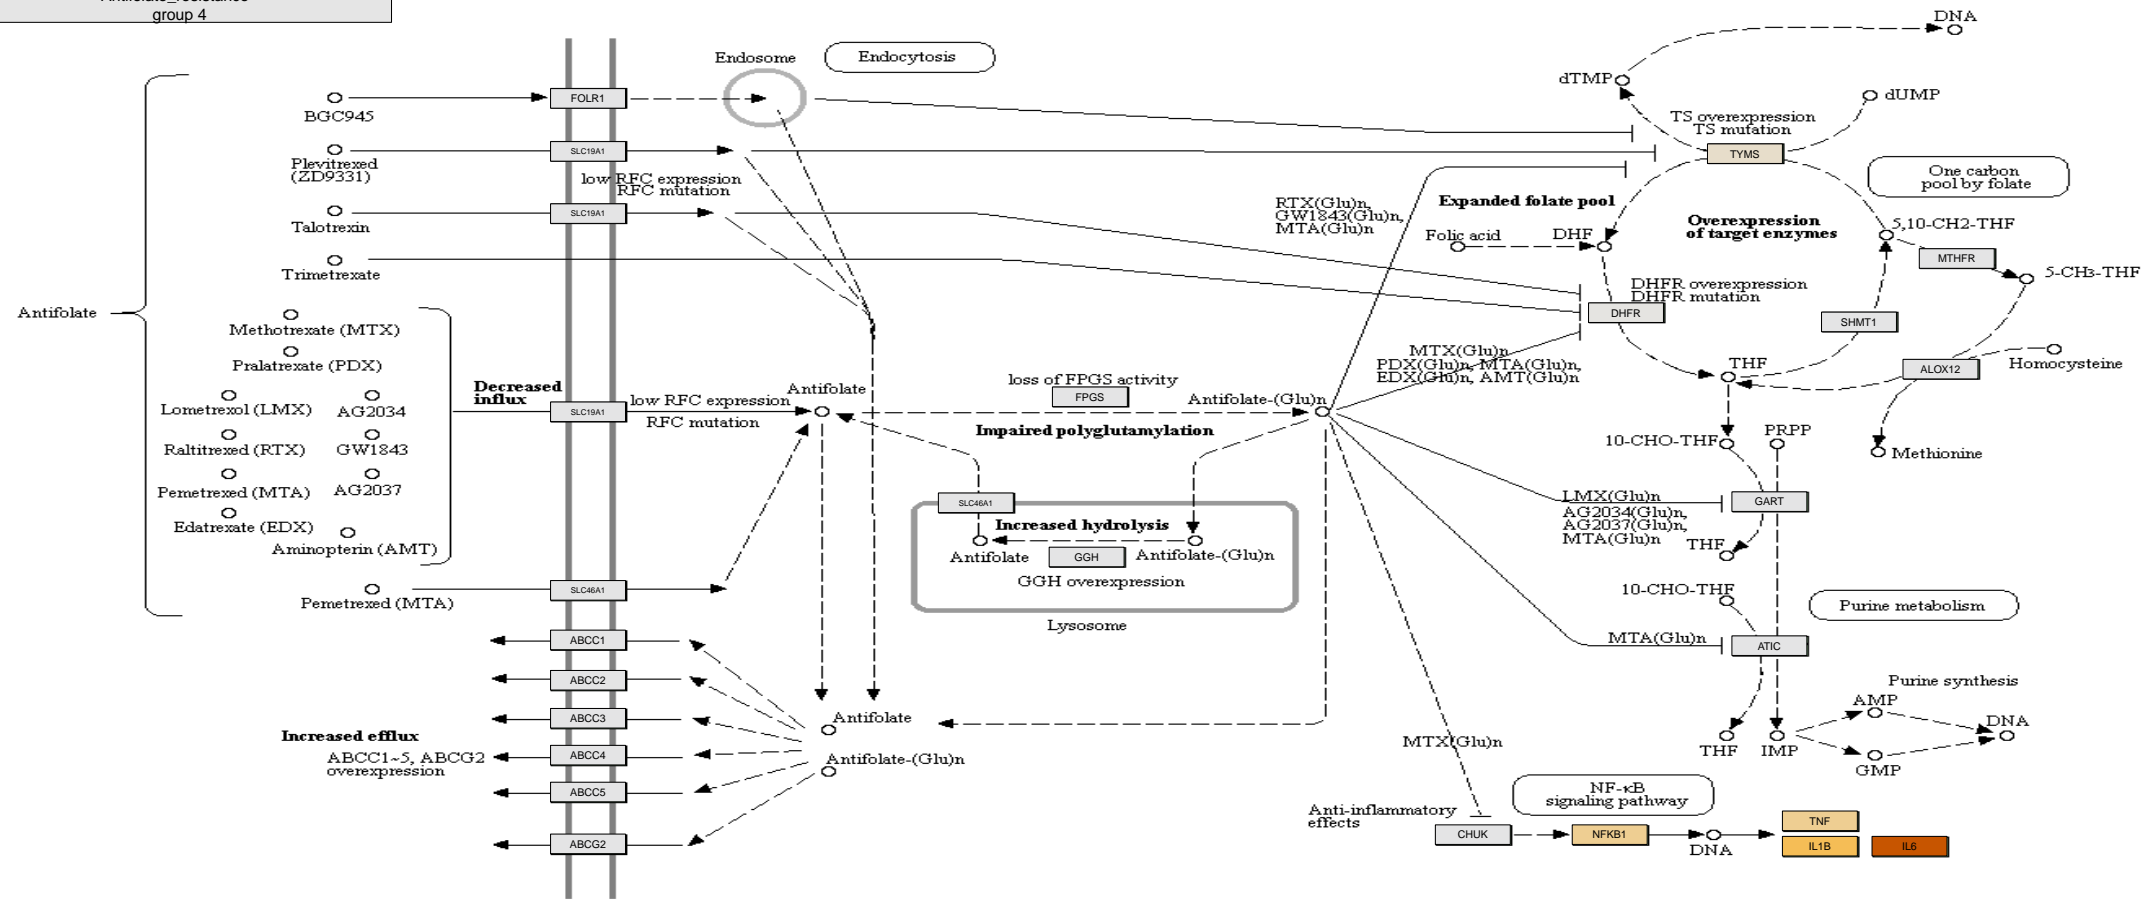 Antifolate_resistance
group 4
DNA
Endosome
Endocytosis
dTMP
dUMP
BGC945
FOLR1
TS overexpression
TS mutation
TYMS
Plevitrexed
(ZD9331)
SLC19A1
low RFC expression
RFC mutation
One carbon
pool by folate
Talotrexin
SLC19A1
RTX(Glu)n,
GW1843(Glu)n,
MTA(Glu)n
Expanded folate pool
Overexpression
of target enzymes
Folic acid
DHF
5,10-CH2-THF
MTHFR
5-CH3-THF
Trimetrexate
DHFR overexpression
DHFR mutation
DHFR
SHMT1
Antifolate
Methotrexate (MTX)
Pralatrexate (PDX)
Lometrexol (LMX)
AG2034
Raltitrexed (RTX)
GW1843
Pemetrexed (MTA)
AG2037
Edatrexate (EDX)
Aminopterin (AMT)
Decreased
influx
SLC19A1
low RFC expression
RFC mutation
Antifolate
loss of FPGS activity
FPGS
Impaired polyglutamylation
Antifolate-(Glu)n
MTX(Glu)n
PDX(Glu)n, MTA(Glu)n,
EDX(Glu)n, AMT(Glu)n
THF
ALOX12
Homocysteine
10-CHO-THF
PRPP
Methionine
SLC46A1
Increased hydrolysis
Antifolate
GGH
Antifolate-(Glu)n
GGH overexpression
Lysosome
LMX(Glu)n
AG2034(Glu)n,
AG2037(Glu)n,
MTA(Glu)n
GART
THF
Pemetrexed (MTA)
SLC46A1
10-CHO-THF
Purine metabolism
MTA(Glu)n
ATIC
ABCC1
ABCC2
ABCC3
ABCC4
ABCC5
ABCG2
Increased efflux
ABCC1~5, ABCG2
overexpression
Antifolate
Antifolate-(Glu)n
Purine synthesis
AMP
DNA
THF
IMP
GMP
MTX(Glu)n
NF-κB
signaling pathway
Anti-inflammatory
effects
CHUK
NFKB1
DNA
TNF
IL1B
IL6